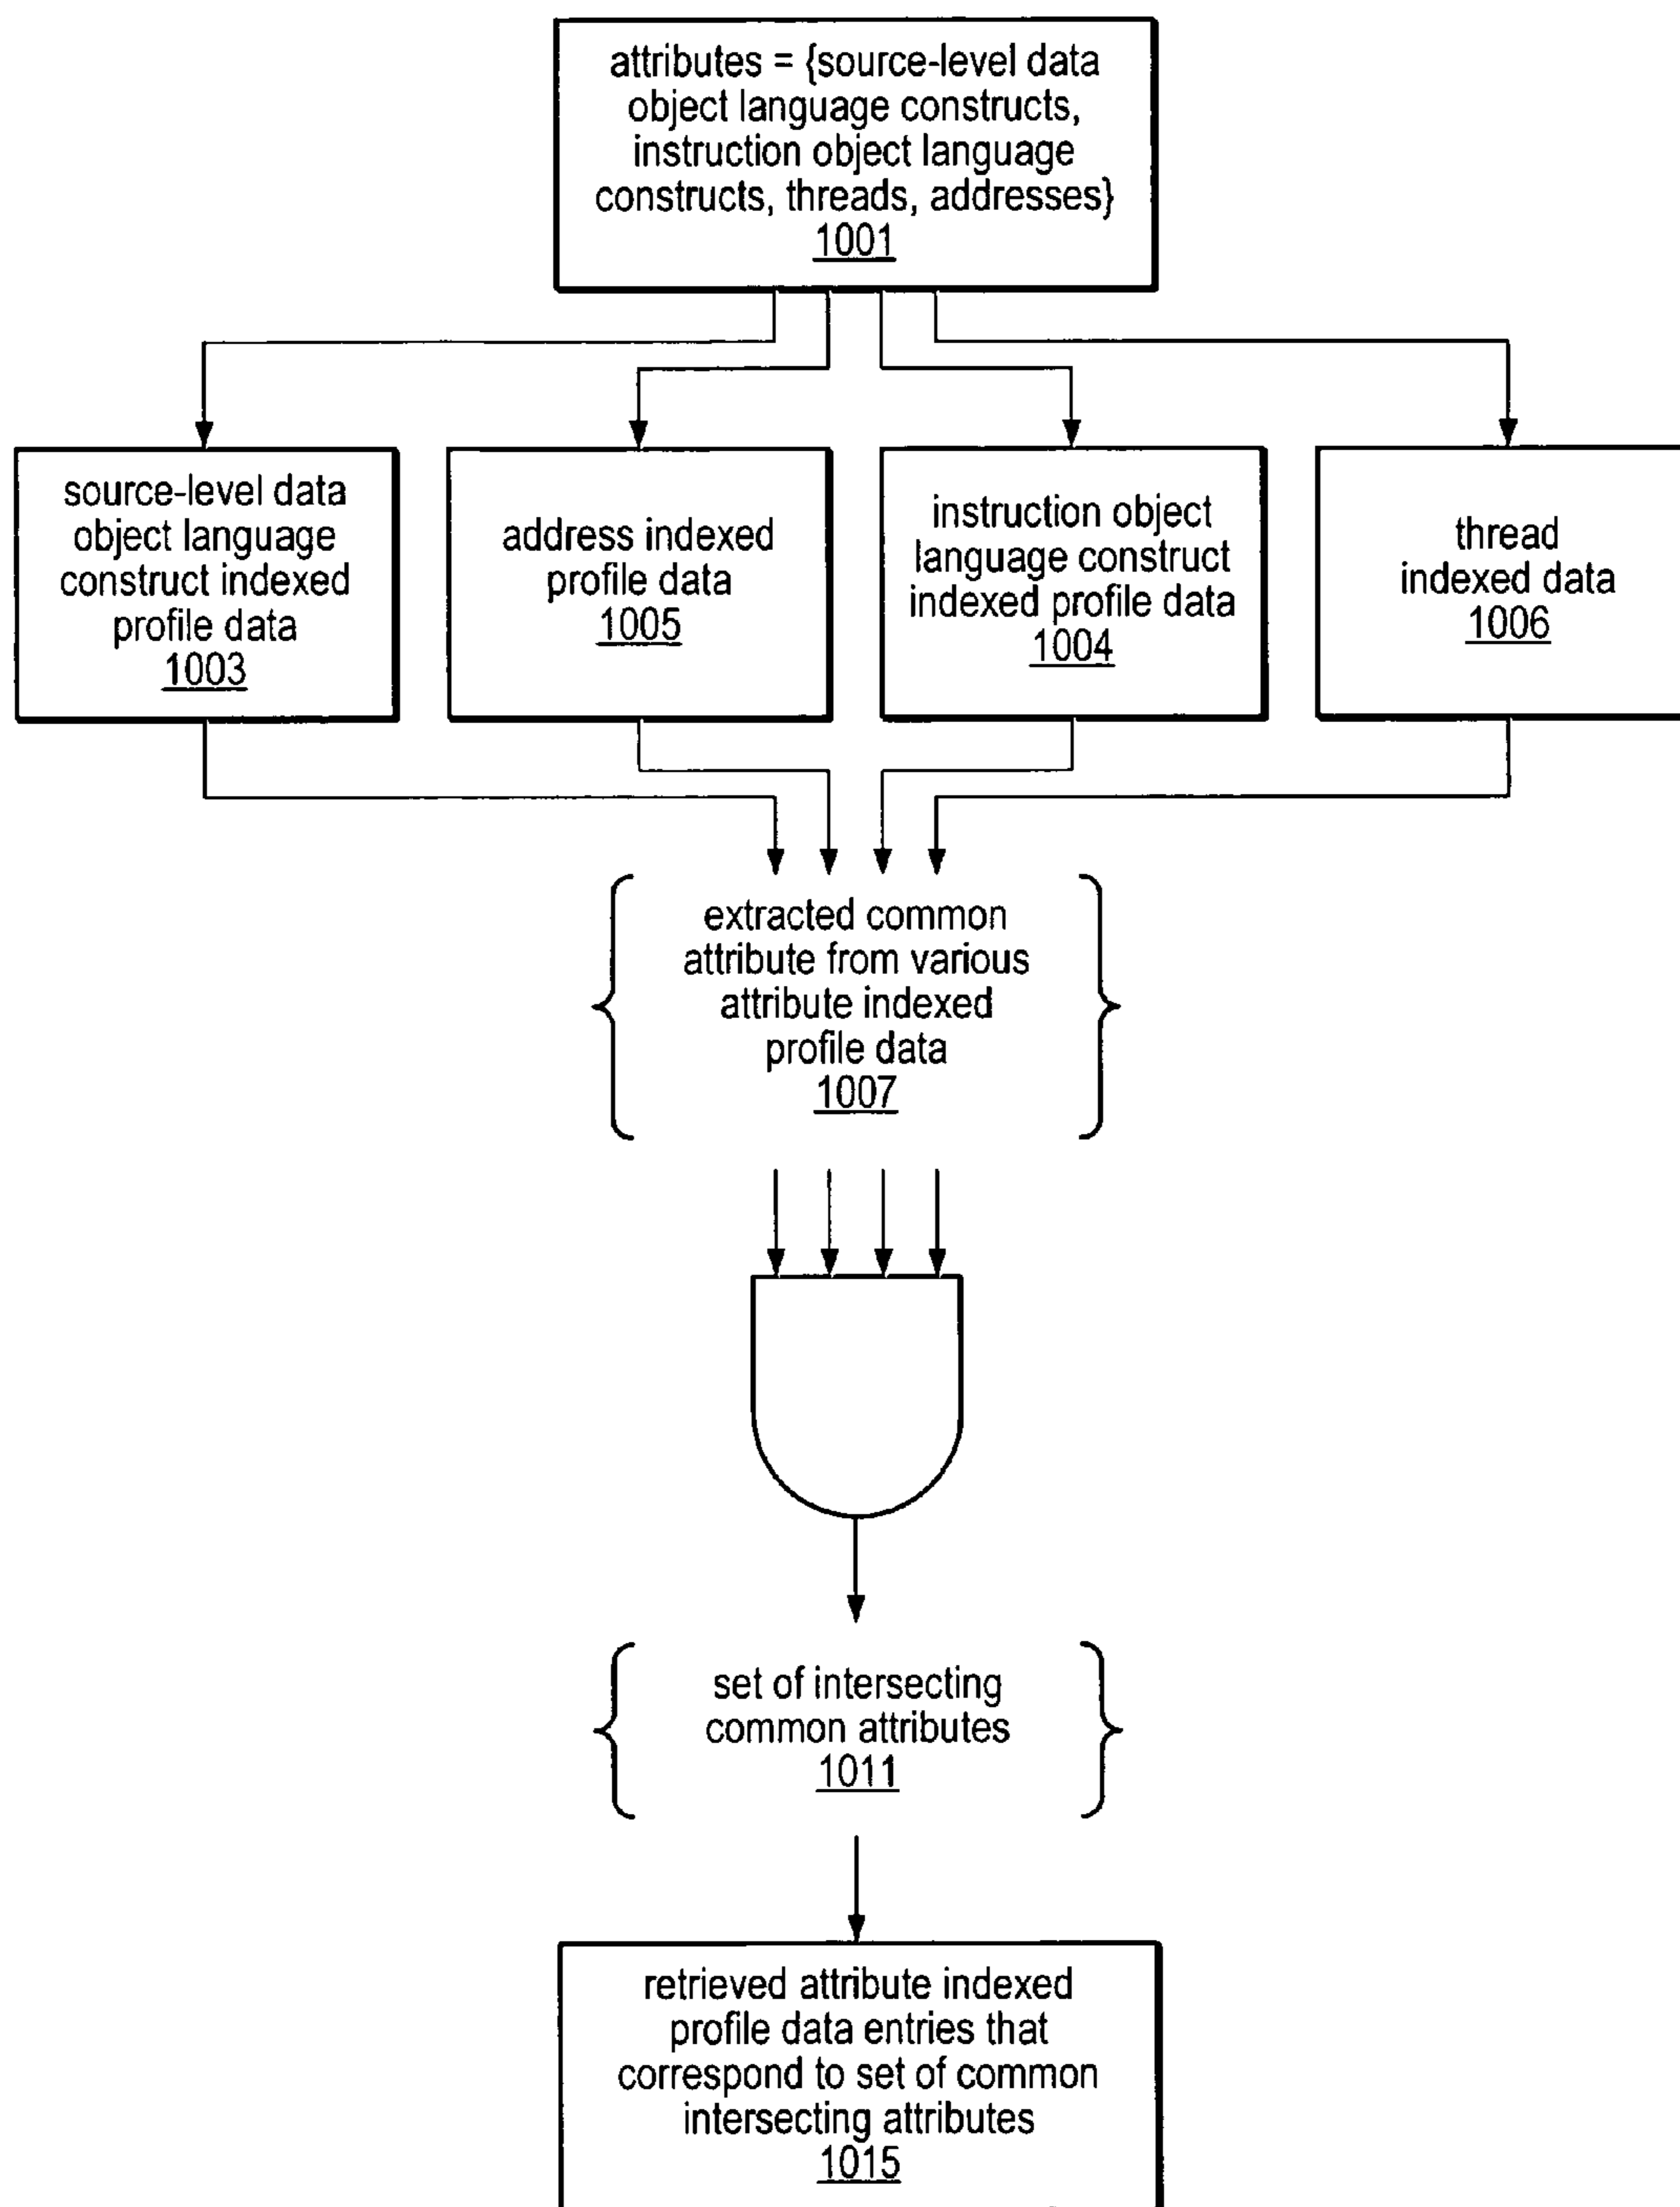 attributes = {source-level data
object language constructs,
instruction object language
constructs, threads, addresses}
1001
source-level data
object language
construct indexed
profile data
1003
address indexed
profile data
1005
instruction object
language construct
indexed profile data
1004
thread
indexed data
1006
extracted common
attribute from various
attribute indexed
profile data
1007
set of intersecting
common attributes
1011
retrieved attribute indexed
profile data entries that
correspond to set of common
intersecting attributes
1015